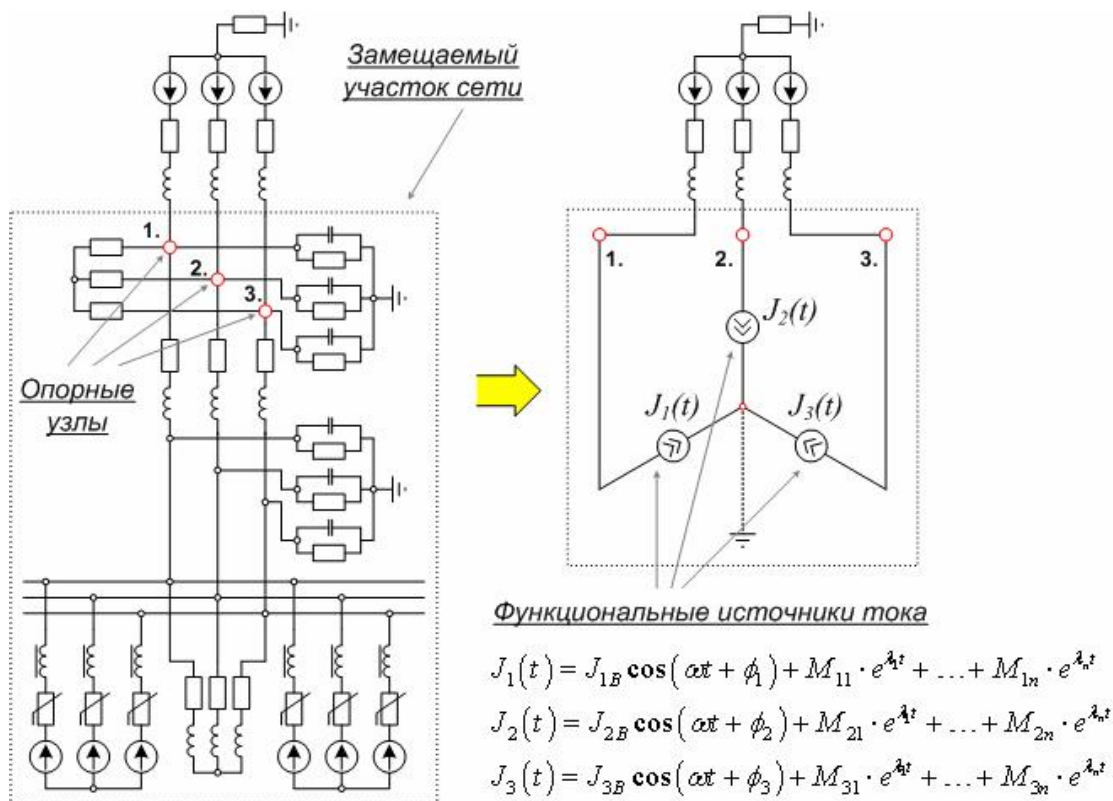 Замещаемый
участок сети
1.
2.
3.
Опорные
узлы
1.
2.
3.
J₂(t)
J₁(t)
J₃(t)
Функциональные источники тока
J₁(t) = J₁B cos(ωt + ϕ₁) + M₁₁ · e^{λ₁t} + … + M₁ₙ · e^{λₙt}
J₂(t) = J₂B cos(ωt + ϕ₂) + M₂₁ · e^{λ₁t} + … + M₂ₙ · e^{λₙt}
J₃(t) = J₃B cos(ωt + ϕ₃) + M₃₁ · e^{λ₁t} + … + M₃ₙ · e^{λₙt}